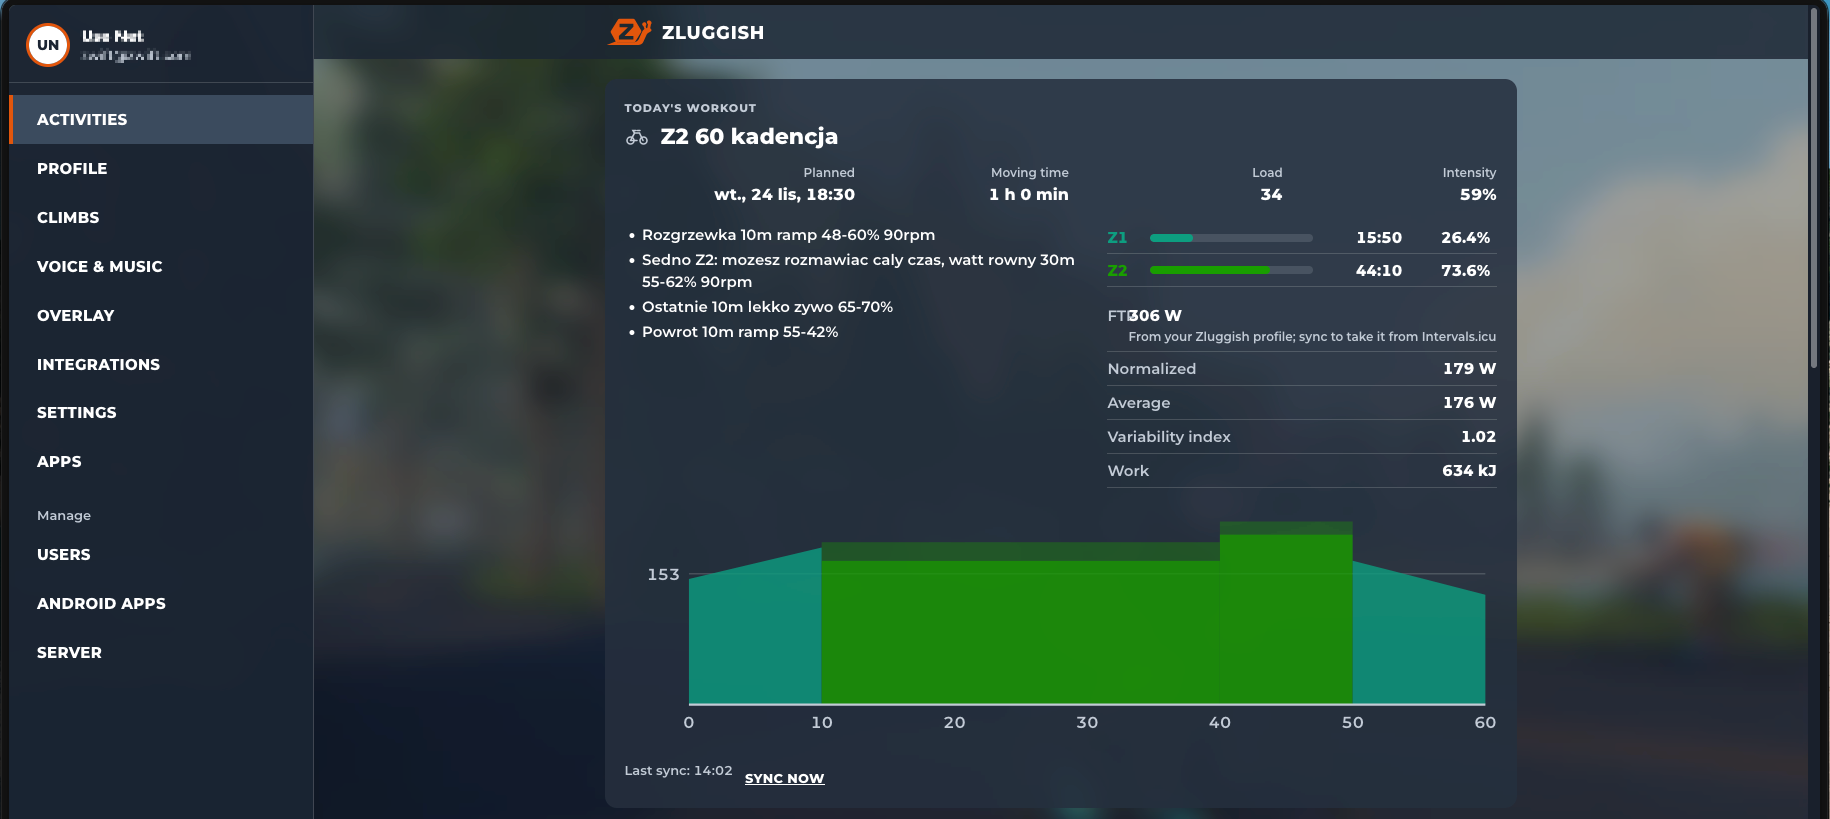 UN
ACTIVITIES
PROFILE
CLIMBS
VOICE & MUSIC
OVERLAY
INTEGRATIONS
SETTINGS
APPS
Manage
USERS
ANDROID APPS
SERVER
Z ZLUGGISH
TODAY'S WORKOUT
Z2 60 kadencja
Planned Moving time Load Intensity
wt., 24 lis, 18:30 1 h 0 min 34 59%
• Rozgrzewka 10m ramp 48-60% 90rpm
• Sedno Z2: mozesz rozmawiac caly czas, watt rowny 30m
55-62% 90rpm
• Ostatnie 10m lekko zywo 65-70%
• Powrot 10m ramp 55-42%
Z1 15:50 26.4%
Z2 44:10 73.6%
FTP 306 W
From your Zluggish profile; sync to take it from Intervals.icu
Normalized 179 W
Average 176 W
Variability index 1.02
Work 634 kJ
153
0 10 20 30 40 50 60
Last sync: 14:02 SYNC NOW